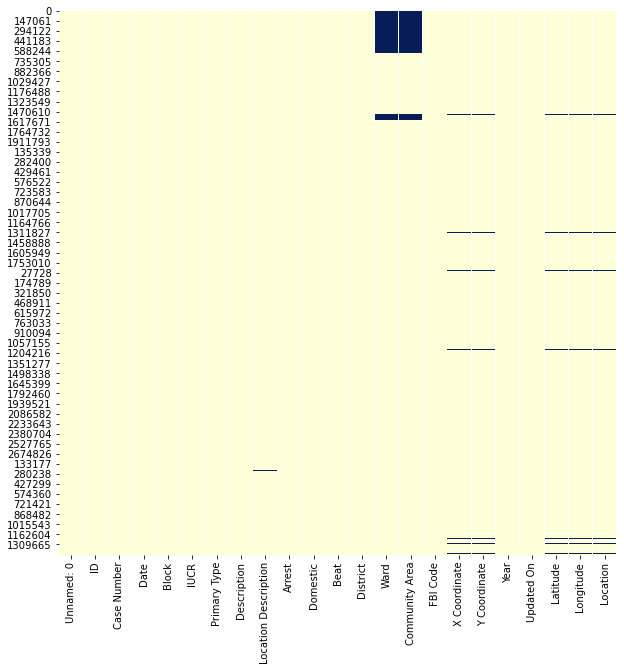 0
147061
294122
441183
588244
735305
882366
1029427
1176488
1323549
1470610
1617671
1764732
1911793
135339
282400
429461
576522
723583
870644
1017705
1164766
1311827
1458888
1605949
1753010
27728
174789
321850
468911
615972
763033
910094
1057155
1204216
1351277
1498338
1645399
1792460
1939521
2086582
2233643
2380704
2527765
2674826
133177
280238
427299
574360
721421
868482
1015543
1162604
1309665
Unnamed: 0
ID
Case Number
Date
Block
IUCR
Primary Type
Description
Location Description
Arrest
Domestic
Beat
District
Ward
Community Area
FBI Code
X Coordinate
Y Coordinate
Year
Updated On
Latitude
Longitude
Location